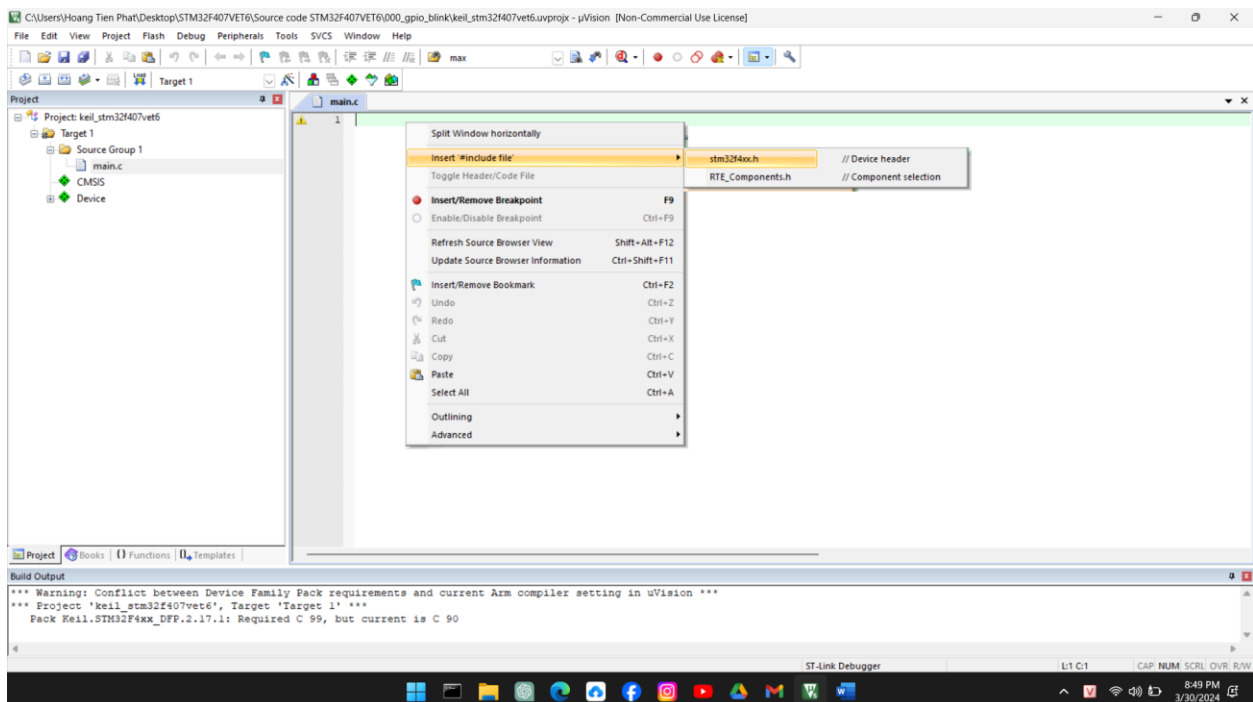 C:\Users\Hoang Tien Phat\Desktop\STM32F407VET6\Source code STM32F407VET6\000_gpio_blink\keil_stm32f407vet6.uvprojx - µVision [Non-Commercial Use License]
File Edit View Project Flash Debug Peripherals Tools SVCS Window Help
max
LOAD Target 1
Project
main.c
Project: keil_stm32f407vet6
Target 1
Source Group 1
main.c
CMSIS
Device
1
Split Window horizontally
Insert '#include file'
stm32f4xx.h // Device header
Toggle Header/Code File
RTE_Components.h // Component selection
Insert/Remove Breakpoint F9
Enable/Disable Breakpoint Ctrl+F9
Refresh Source Browser View Shift+Alt+F12
Update Source Browser Information Ctrl+Shift+F11
Insert/Remove Bookmark Ctrl+F2
Undo Ctrl+Z
Redo Ctrl+Y
Cut Ctrl+X
Copy Ctrl+C
Paste Ctrl+V
Select All Ctrl+A
Outlining
Advanced
Project Books {} Functions Templates
Build Output
*** Warning: Conflict between Device Family Pack requirements and current Arm compiler setting in uVision ***
*** Project 'keil_stm32f407vet6', Target 'Target 1' ***
Pack Keil.STM32F4xx_DFP.2.17.1: Required C 99, but current is C 90
ST-Link Debugger L:1 C:1 CAP NUM SCRL OVR R/W
8:49 PM
3/30/2024